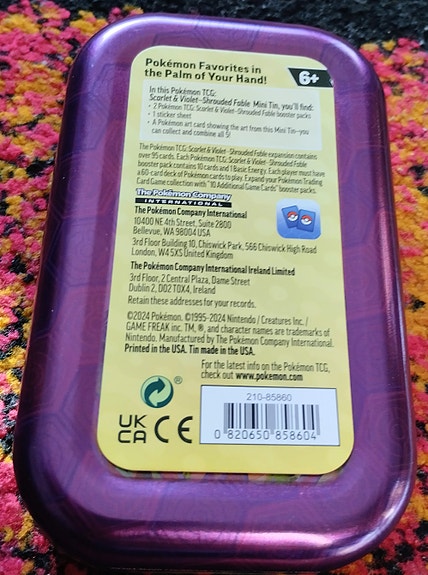 Pokémon Favorites in
the Palm of Your Hand!
6+
In this Pokémon TCG:
Scarlet & Violet—Shrouded Fable Mini Tin, you'll find:
• 2 Pokémon TCG: Scarlet & Violet—Shrouded Fable booster packs
• 1 sticker sheet
• A Pokémon art card showing the art from this Mini Tin—you
can collect and combine all 5!
The Pokémon TCG: Scarlet & Violet—Shrouded Fable expansion contains
over 95 cards. Each Pokémon TCG: Scarlet & Violet—Shrouded Fable
booster pack contains 10 cards and 1 Basic Energy. Each player must have
a 60-card deck of Pokémon cards to play. Expand your Pokémon Trading
Card Game collection with "10 Additional Game Cards" booster packs.
The Pokémon Company
INTERNATIONAL
The Pokémon Company International
10400 NE 4th Street, Suite 2800
Bellevue, WA 98004 USA
3rd Floor Building 10, Chiswick Park, 566 Chiswick High Road
London, W4 5XS United Kingdom
The Pokémon Company International Ireland Limited
3rd Floor, 2 Central Plaza, Dame Street
Dublin 2, D02 T0X4, Ireland
Retain these addresses for your records.
©2024 Pokémon. ©1995-2024 Nintendo / Creatures Inc. /
GAME FREAK inc. TM, ®, and character names are trademarks of
Nintendo. Manufactured by The Pokémon Company International.
Printed in the USA. Tin made in the USA.
For the latest info on the Pokémon TCG,
check out www.pokemon.com
®
UK
CA CE
210-85860
0 820650 858604